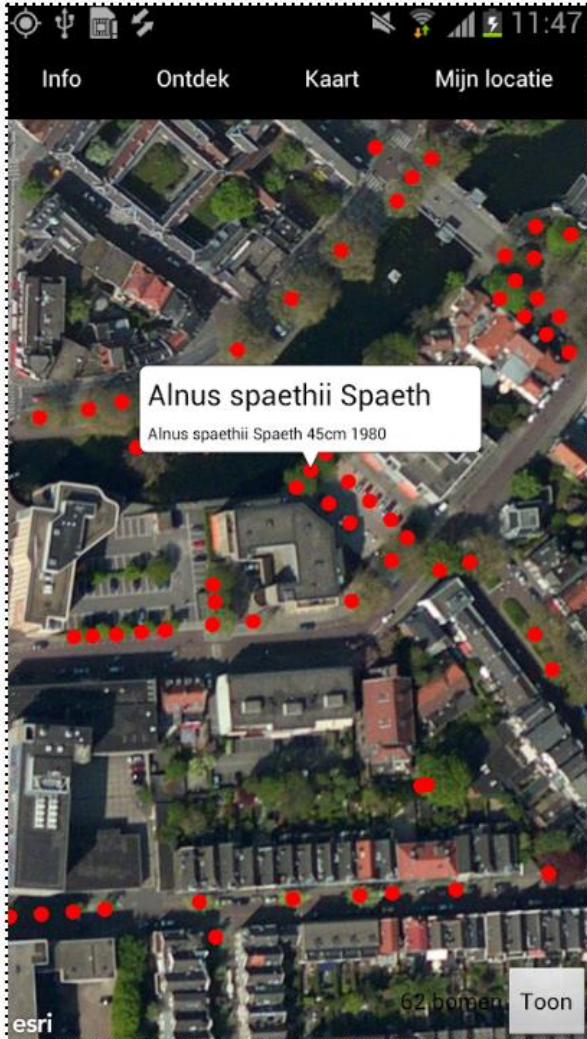 11:47
Info Ontdek Kaart Mijn locatie
Alnus spaethii Spaeth
Alnus spaethii Spaeth 45cm 1980
62 bomen Toon
esri